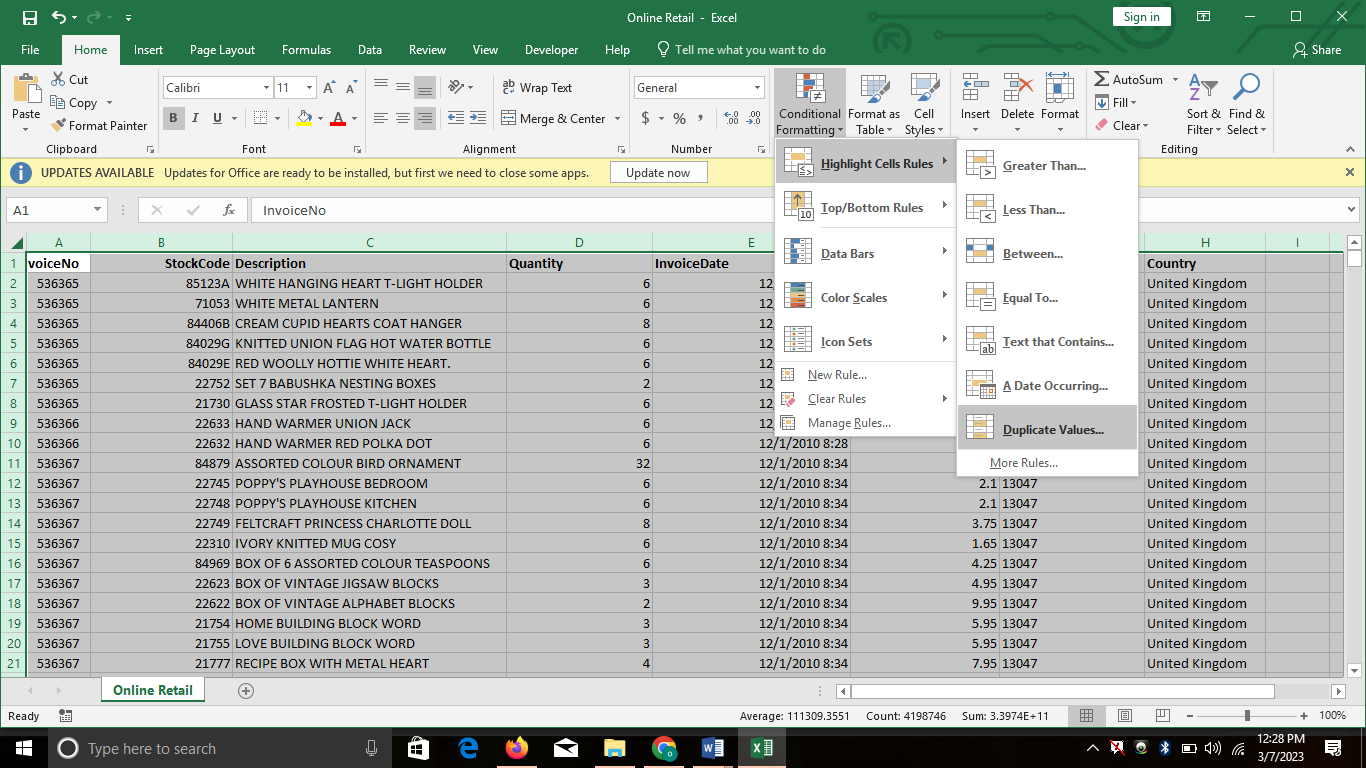 Online Retail - Excel
Sign in
File Home Insert Page Layout Formulas Data Review View Developer Help Tell me what you want to do Share
Paste
Cut
Copy
Format Painter
Clipboard
Calibri 11
B I U
Font
Wrap Text
Merge & Center
Alignment
General
$ % ,
Number
Conditional Formatting
Format as Table
Cell Styles
Insert Delete Format
AutoSum
Fill
Clear
Sort & Filter
Find & Select
Editing
UPDATES AVAILABLE Updates for Office are ready to be installed, but first we need to close some apps. Update now
A1 fx InvoiceNo
Highlight Cells Rules
Top/Bottom Rules
Data Bars
Color Scales
Icon Sets
New Rule...
Clear Rules
Manage Rules...
Greater Than...
Less Than...
Between...
Equal To...
Text that Contains...
A Date Occurring...
Duplicate Values...
More Rules...
A B C D E H I
1 voiceNo StockCode Description Quantity InvoiceDate Country
2 536365 85123A WHITE HANGING HEART T-LIGHT HOLDER 6 12/ United Kingdom
3 536365 71053 WHITE METAL LANTERN 6 12/ United Kingdom
4 536365 84406B CREAM CUPID HEARTS COAT HANGER 8 12/ United Kingdom
5 536365 84029G KNITTED UNION FLAG HOT WATER BOTTLE 6 12/ United Kingdom
6 536365 84029E RED WOOLLY HOTTIE WHITE HEART. 6 12/ United Kingdom
7 536365 22752 SET 7 BABUSHKA NESTING BOXES 2 12/ United Kingdom
8 536365 21730 GLASS STAR FROSTED T-LIGHT HOLDER 6 12/ United Kingdom
9 536366 22633 HAND WARMER UNION JACK 6 12/ United Kingdom
10 536366 22632 HAND WARMER RED POLKA DOT 6 12/1/2010 8:28 United Kingdom
11 536367 84879 ASSORTED COLOUR BIRD ORNAMENT 32 12/1/2010 8:34 United Kingdom
12 536367 22745 POPPY'S PLAYHOUSE BEDROOM 6 12/1/2010 8:34 2.1 13047 United Kingdom
13 536367 22748 POPPY'S PLAYHOUSE KITCHEN 6 12/1/2010 8:34 2.1 13047 United Kingdom
14 536367 22749 FELTCRAFT PRINCESS CHARLOTTE DOLL 8 12/1/2010 8:34 3.75 13047 United Kingdom
15 536367 22310 IVORY KNITTED MUG COSY 6 12/1/2010 8:34 1.65 13047 United Kingdom
16 536367 84969 BOX OF 6 ASSORTED COLOUR TEASPOONS 6 12/1/2010 8:34 4.25 13047 United Kingdom
17 536367 22623 BOX OF VINTAGE JIGSAW BLOCKS 3 12/1/2010 8:34 4.95 13047 United Kingdom
18 536367 22622 BOX OF VINTAGE ALPHABET BLOCKS 2 12/1/2010 8:34 9.95 13047 United Kingdom
19 536367 21754 HOME BUILDING BLOCK WORD 3 12/1/2010 8:34 5.95 13047 United Kingdom
20 536367 21755 LOVE BUILDING BLOCK WORD 3 12/1/2010 8:34 5.95 13047 United Kingdom
21 536367 21777 RECIPE BOX WITH METAL HEART 4 12/1/2010 8:34 7.95 13047 United Kingdom
Online Retail
Ready Average: 111309.3551 Count: 4198746 Sum: 3.3974E+11 100%
Type here to search
12:28 PM
3/7/2023